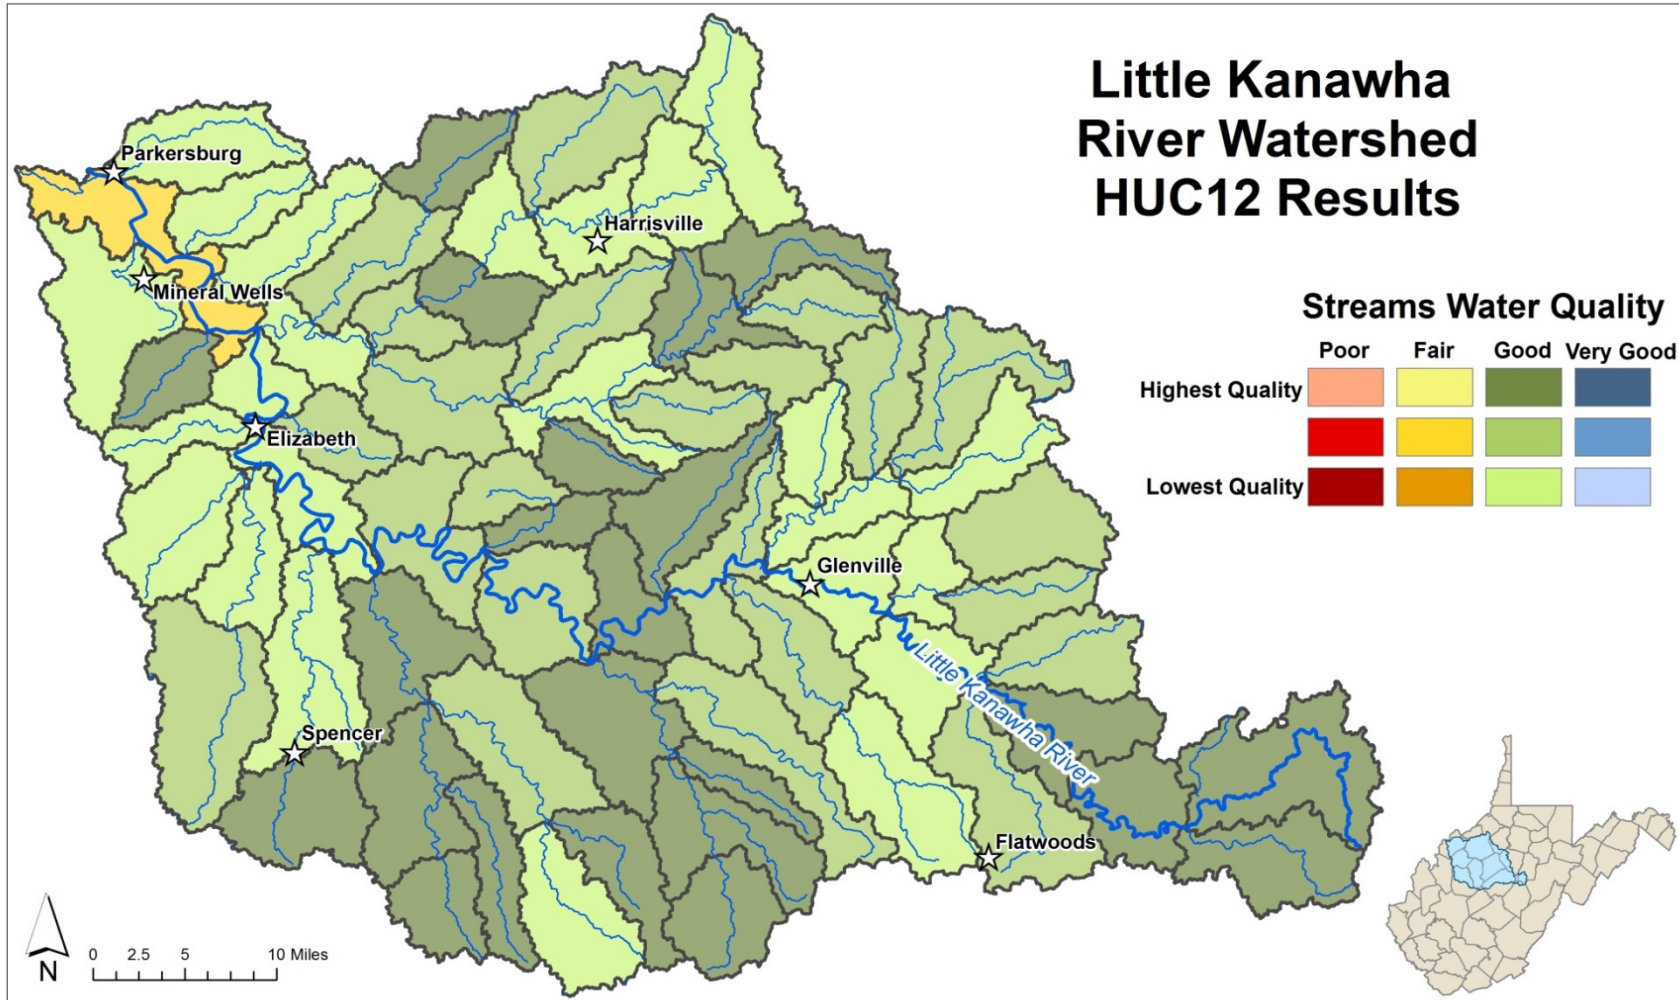 Little Kanawha
River Watershed
HUC12 Results
Parkersburg
Harrisville
Mineral Wells
Streams Water Quality
Poor Fair Good Very Good
Highest Quality
Lowest Quality
Elizabeth
Glenville
Little Kanawha River
Spencer
Flatwoods
N
0 2.5 5 10 Miles